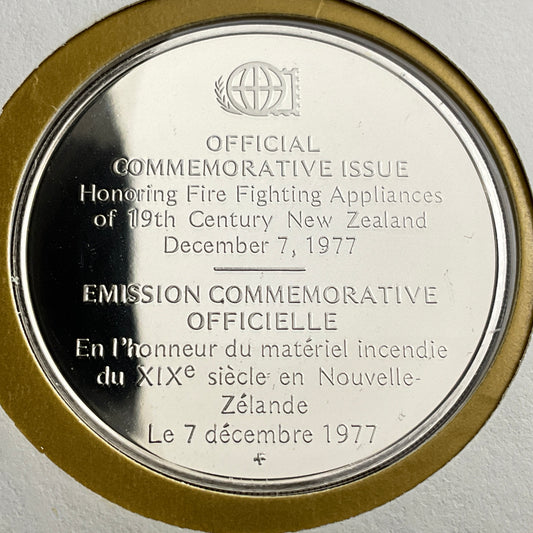 OFFICIAL
COMMEMORATIVE ISSUE
Honoring Fire Fighting Appliances
of 19th Century New Zealand
December 7, 1977
EMISSION COMMEMORATIVE
OFFICIELLE
En l'honneur du matériel incendie
du XIXe siècle en Nouvelle-
Zélande
Le 7 décembre 1977